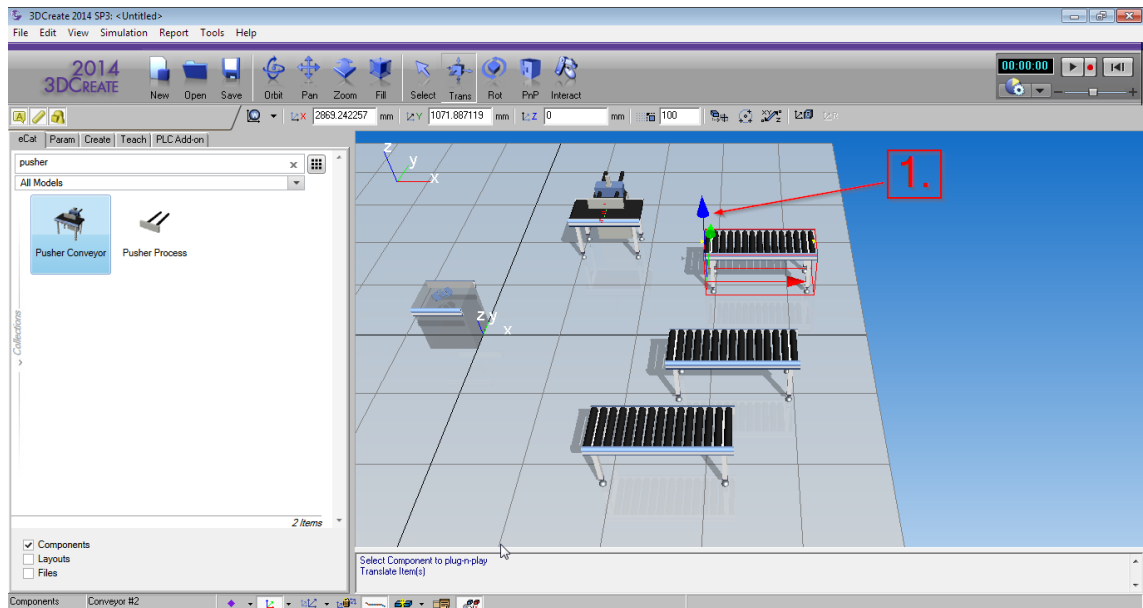 3DCreate 2014 SP3: <Untitled>
File Edit View Simulation Report Tools Help
2014
3DCREATE
New Open Save Orbit Pan Zoom Fill Select Trans Rot PnP Interact
00:00:00
X 2869.242257 mm Y 1071.887119 mm Z 0 mm 100
eCat Param Create Teach PLC Add-on
pusher
All Models
Pusher Conveyor Pusher Process
Collections
2 Items
Components
Layouts
Files
z
y
x
1.
z
y
x
Select Component to plug-n-play
Translate Item(s)
Components Conveyor #2